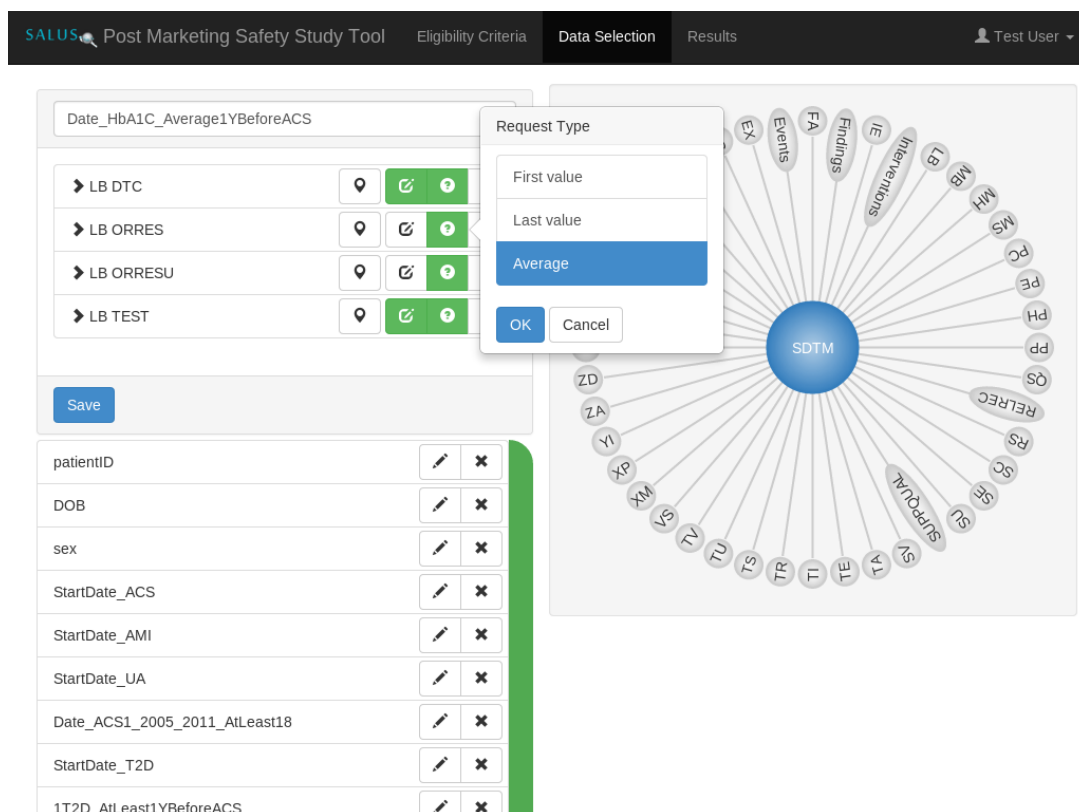 SALUS Post Marketing Safety Study Tool Eligibility Criteria Data Selection Results Test User
Date_HbA1C_Average1YBeforeACS
LB DTC
LB ORRES
LB ORRESU
LB TEST
Save
Request Type
First value
Last value
Average
OK Cancel
patientID
DOB
sex
StartDate_ACS
StartDate_AMI
StartDate_UA
Date_ACS1_2005_2011_AtLeast18
StartDate_T2D
1T2D_AtLeast1YBeforeACS
SDTM
EX
Events
FA
Findings
IE
Interventions
LB
MB
MH
MS
PC
PE
PH
PP
QS
RELREC
RS
SC
SE
SU
SUPPQUAL
SV
TA
TE
TI
TR
TS
TU
TV
VS
XM
XP
YI
ZA
ZD